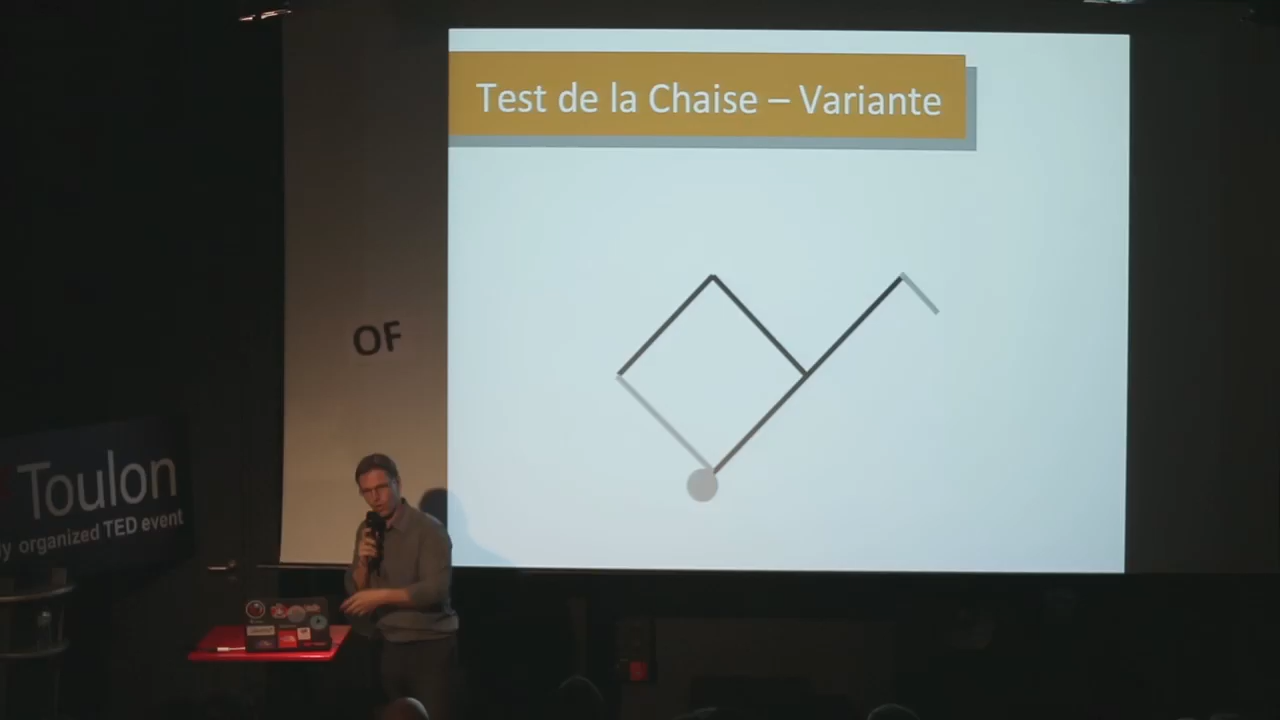 Test de la Chaise – Variante
OF
Toulon
organized TED event